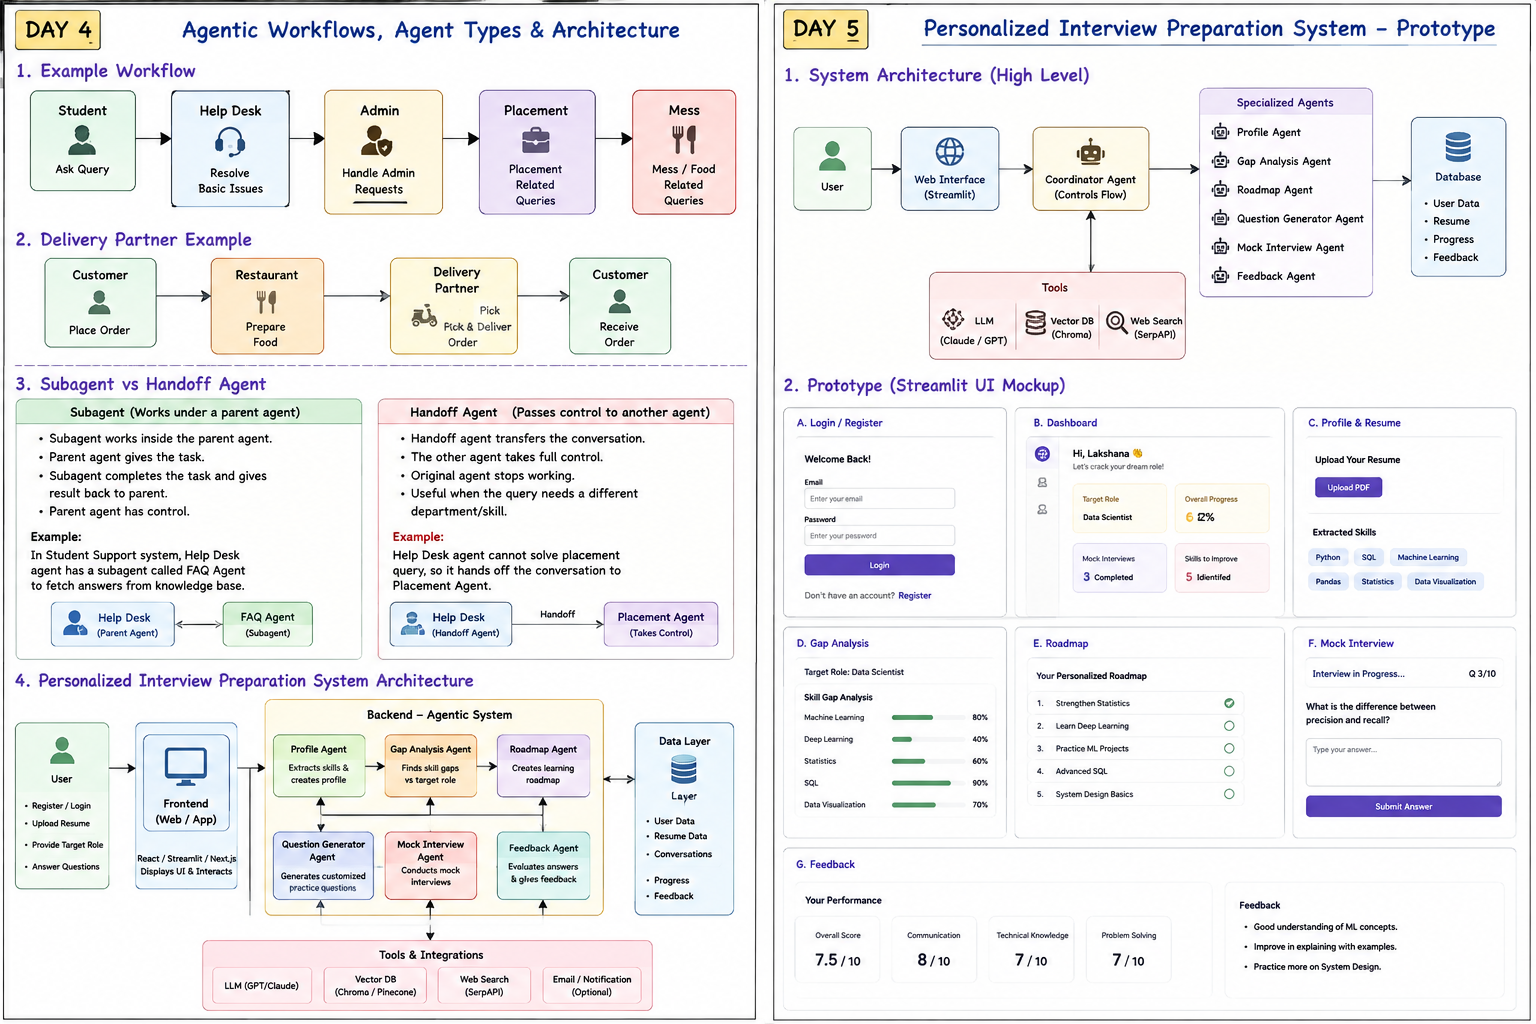 DAY 4
Agentic Workflows, Agent Types & Architecture
1. Example Workflow
Student
Ask Query
Help Desk
Resolve
Basic Issues
Admin
Handle Admin
Requests
Placement
Placement
Related
Queries
Mess
Mess / Food
Related
Queries
2. Delivery Partner Example
Customer
Place Order
Restaurant
Prepare
Food
Delivery
Partner
Pick
Pick & Deliver
Order
Customer
Receive
Order
3. Subagent vs Handoff Agent
Subagent (Works under a parent agent)
• Subagent works inside the parent agent.
• Parent agent gives the task.
• Subagent completes the task and gives
result back to parent.
• Parent agent has control.
Example:
In Student Support system, Help Desk
agent has a subagent called FAQ Agent
to fetch answers from knowledge base.
Help Desk
(Parent Agent)
FAQ Agent
(Subagent)
Handoff Agent (Passes control to another agent)
• Handoff agent transfers the conversation.
• The other agent takes full control.
• Original agent stops working.
• Useful when the query needs a different
department/skill.
Example:
Help Desk agent cannot solve placement
query, so it hands off the conversation to
Placement Agent.
Help Desk
(Handoff Agent)
Handoff
Placement Agent
(Takes Control)
4. Personalized Interview Preparation System Architecture
User
• Register / Login
• Upload Resume
• Provide Target Role
• Answer Questions
Frontend
(Web / App)
React / Streamlit / Next.js
Displays UI & Interacts
Backend – Agentic System
Profile Agent
Extracts skills &
creates profile
Gap Analysis Agent
Finds skill gaps
vs target role
Roadmap Agent
Creates learning
roadmap
Question Generator
Agent
Generates customized
practice questions
Mock Interview
Agent
Conducts mock
interviews
Feedback Agent
Evaluates answers
& gives feedback
Data Layer
Layer
• User Data
• Resume Data
• Conversations
• Progress
• Feedback
Tools & Integrations
LLM (GPT/Claude)
Vector DB
(Chroma / Pinecone)
Web Search
(SerpAPI)
Email / Notification
(Optional)
DAY 5
Personalized Interview Preparation System – Prototype
1. System Architecture (High Level)
User
Web Interface
(Streamlit)
Coordinator Agent
(Controls Flow)
Specialized Agents
Profile Agent
Gap Analysis Agent
Roadmap Agent
Question Generator Agent
Mock Interview Agent
Feedback Agent
Database
• User Data
• Resume
• Progress
• Feedback
Tools
LLM
(Claude / GPT)
Vector DB
(Chroma)
Web Search
(SerpAPI)
2. Prototype (Streamlit UI Mockup)
A. Login / Register
Welcome Back!
Email
Enter your email
Password
Enter your password
Login
Don't have an account? Register
B. Dashboard
Hi, Lakshana 👋
Let's crack your dream role!
Target Role
Data Scientist
Overall Progress
6 2%
Mock Interviews
3 Completed
Skills to Improve
5 Identifed
C. Profile & Resume
Upload Your Resume
Upload PDF
Extracted Skills
Python
SQL
Machine Learning
Pandas
Statistics
Data Visualization
D. Gap Analysis
Target Role: Data Scientist
Skill Gap Analysis
Machine Learning 80%
Deep Learning 40%
Statistics 60%
SQL 90%
Data Visualization 70%
E. Roadmap
Your Personalized Roadmap
1. Strengthen Statistics
2. Learn Deep Learning
3. Practice ML Projects
4. Advanced SQL
5. System Design Basics
F. Mock Interview
Interview in Progress... Q 3/10
What is the difference between
precision and recall?
Type your answer...
Submit Answer
G. Feedback
Your Performance
Overall Score
7.5 / 10
Communication
8 / 10
Technical Knowledge
7 / 10
Problem Solving
7 / 10
Feedback
• Good understanding of ML concepts.
• Improve in explaining with examples.
• Practice more on System Design.